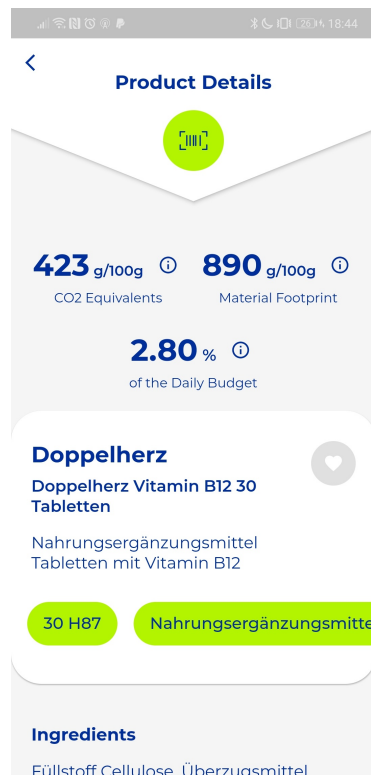 26 18:44
Product Details
423 g/100g 890 g/100g
CO2 Equivalents Material Footprint
2.80 %
of the Daily Budget
Doppelherz
Doppelherz Vitamin B12 30
Tabletten
Nahrungsergänzungsmittel
Tabletten mit Vitamin B12
30 H87 Nahrungsergänzungsmitte
Ingredients
Füllstoff Cellulose, Überzugsmittel